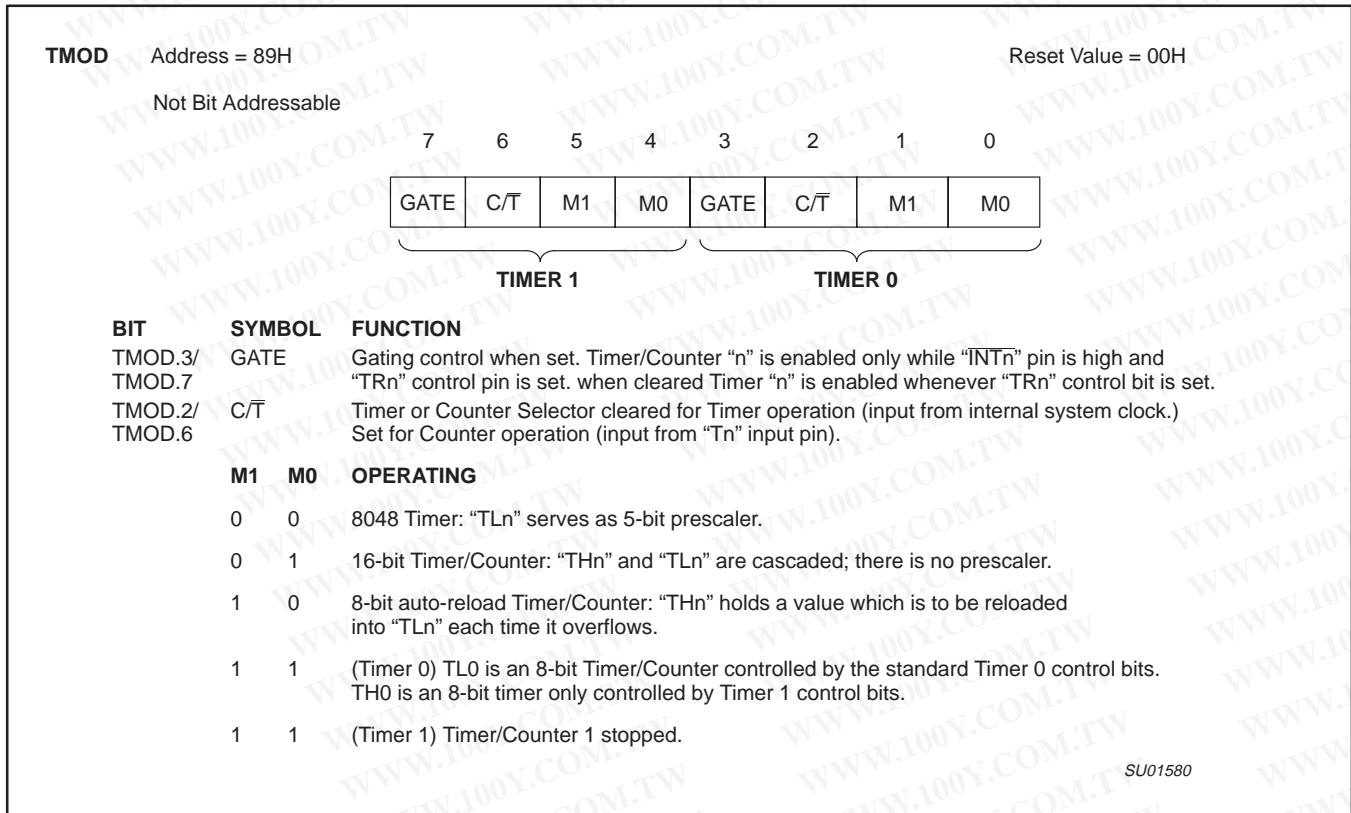 TMOD Address = 89H Reset Value = 00H
Not Bit Addressable
7 6 5 4 3 2 1 0
GATE C/T̅ M1 M0 GATE C/T̅ M1 M0
TIMER 1 TIMER 0
BIT SYMBOL FUNCTION
TMOD.3/ GATE Gating control when set. Timer/Counter “n” is enabled only while “I̅N̅T̅n̅” pin is high and
TMOD.7 “TRn” control pin is set. when cleared Timer “n” is enabled whenever “TRn” control bit is set.
TMOD.2/ C/T̅ Timer or Counter Selector cleared for Timer operation (input from internal system clock.)
TMOD.6 Set for Counter operation (input from “Tn” input pin).
M1 M0 OPERATING
0 0 8048 Timer: “TLn” serves as 5-bit prescaler.
0 1 16-bit Timer/Counter: “THn” and “TLn” are cascaded; there is no prescaler.
1 0 8-bit auto-reload Timer/Counter: “THn” holds a value which is to be reloaded
into “TLn” each time it overflows.
1 1 (Timer 0) TL0 is an 8-bit Timer/Counter controlled by the standard Timer 0 control bits.
TH0 is an 8-bit timer only controlled by Timer 1 control bits.
1 1 (Timer 1) Timer/Counter 1 stopped.
SU01580
WWW.100Y.COM.TW